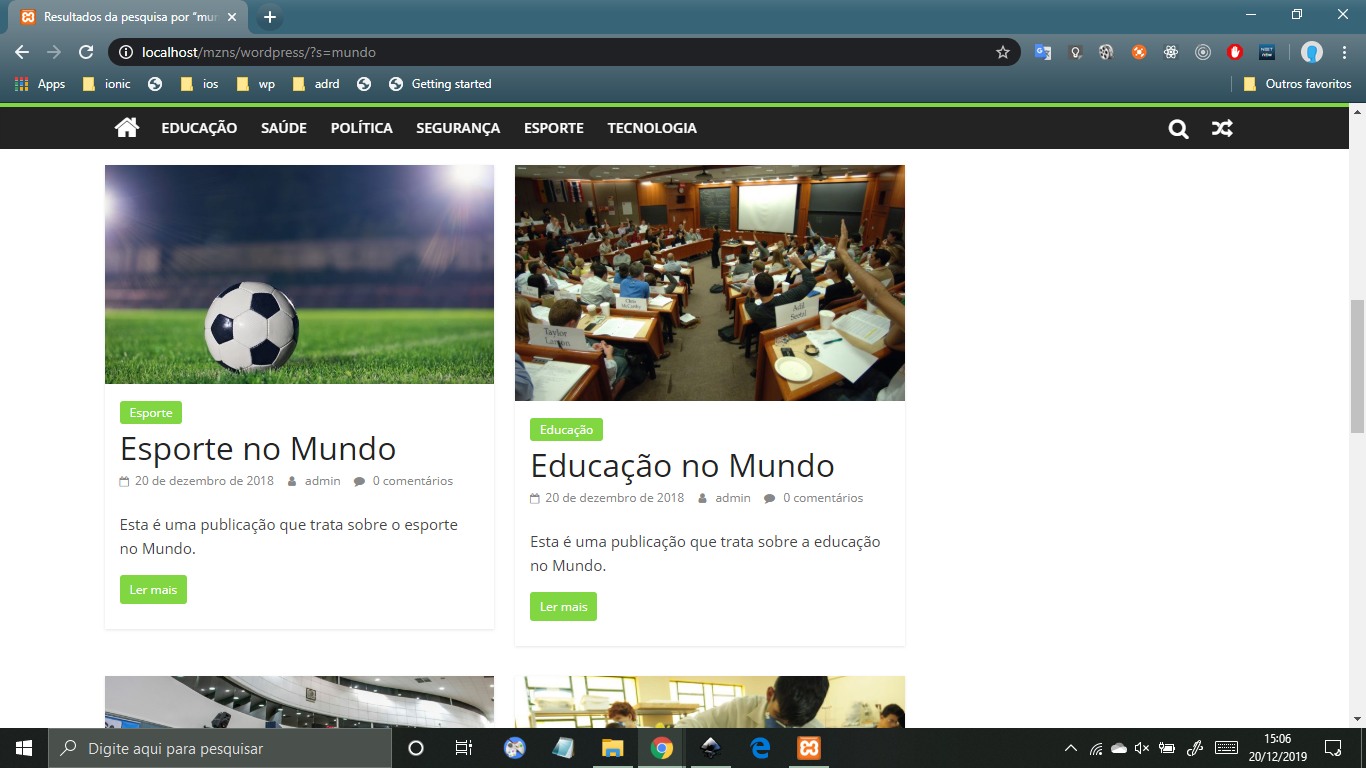 Resultados da pesquisa por "mun
localhost/mzns/wordpress/?s=mundo
Apps
ionic
ios
wp
adrd
Getting started
Outros favoritos
EDUCAÇÃO
SAÚDE
POLÍTICA
SEGURANÇA
ESPORTE
TECNOLOGIA
Esporte
Esporte no Mundo
20 de dezembro de 2018 admin 0 comentários
Esta é uma publicação que trata sobre o esporte
no Mundo.
Ler mais
Taylor
Adil
Educação
Educação no Mundo
20 de dezembro de 2018 admin 0 comentários
Esta é uma publicação que trata sobre a educação
no Mundo.
Ler mais
Digite aqui para pesquisar
15:06
20/12/2019